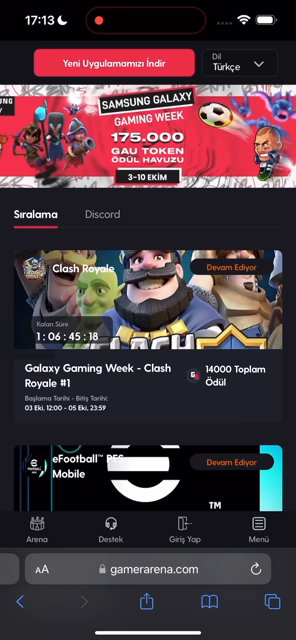 17:13
Yeni Uygulamamızı İndir
Dil
Türkçe
SAMSUNG GALAXY
GAMING WEEK
175.000
GAU TOKEN
ÖDÜL HAVUZU
3-10 EKİM
Sıralama
Discord
Clash Royale
Devam Ediyor
Kalan Süre
1 : 06 : 45 : 18
CLASH
Galaxy Gaming Week - Clash
Royale #1
14000 Toplam
Ödül
Başlama Tarihi - Bitiş Tarihi:
03 Eki, 12:00 - 05 Eki, 23:59
eFootball™ PES
Mobile
Devam Ediyor
TM
Arena
Destek
Giriş Yap
Menü
AA
gamerarena.com